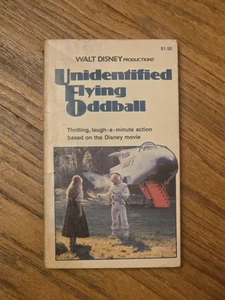 $1.50
WALT DISNEY PRODUCTIONS'
Unidentified
Flying
Oddball
Thrilling, laugh-a-minute action
based on the Disney movie